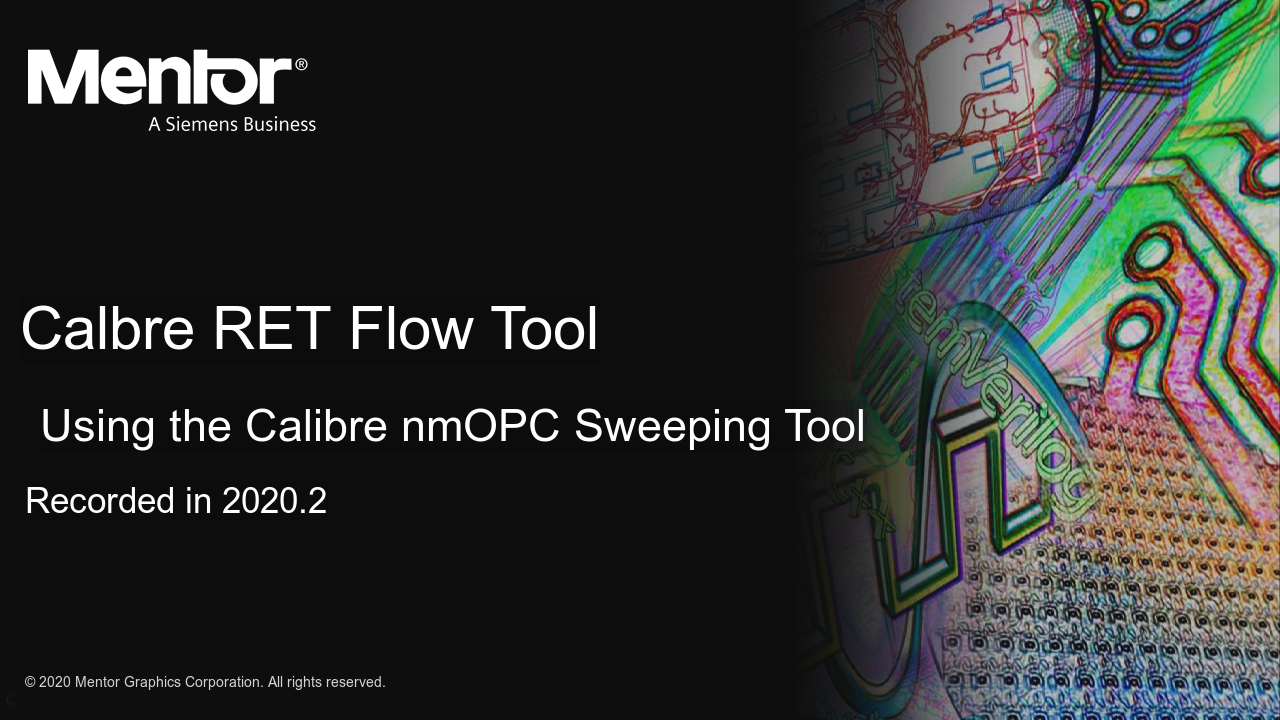 Mentor®
A Siemens Business
Calbre RET Flow Tool
Using the Calibre nmOPC Sweeping Tool
Recorded in 2020.2
© 2020 Mentor Graphics Corporation. All rights reserved.
stemVerilog
C++